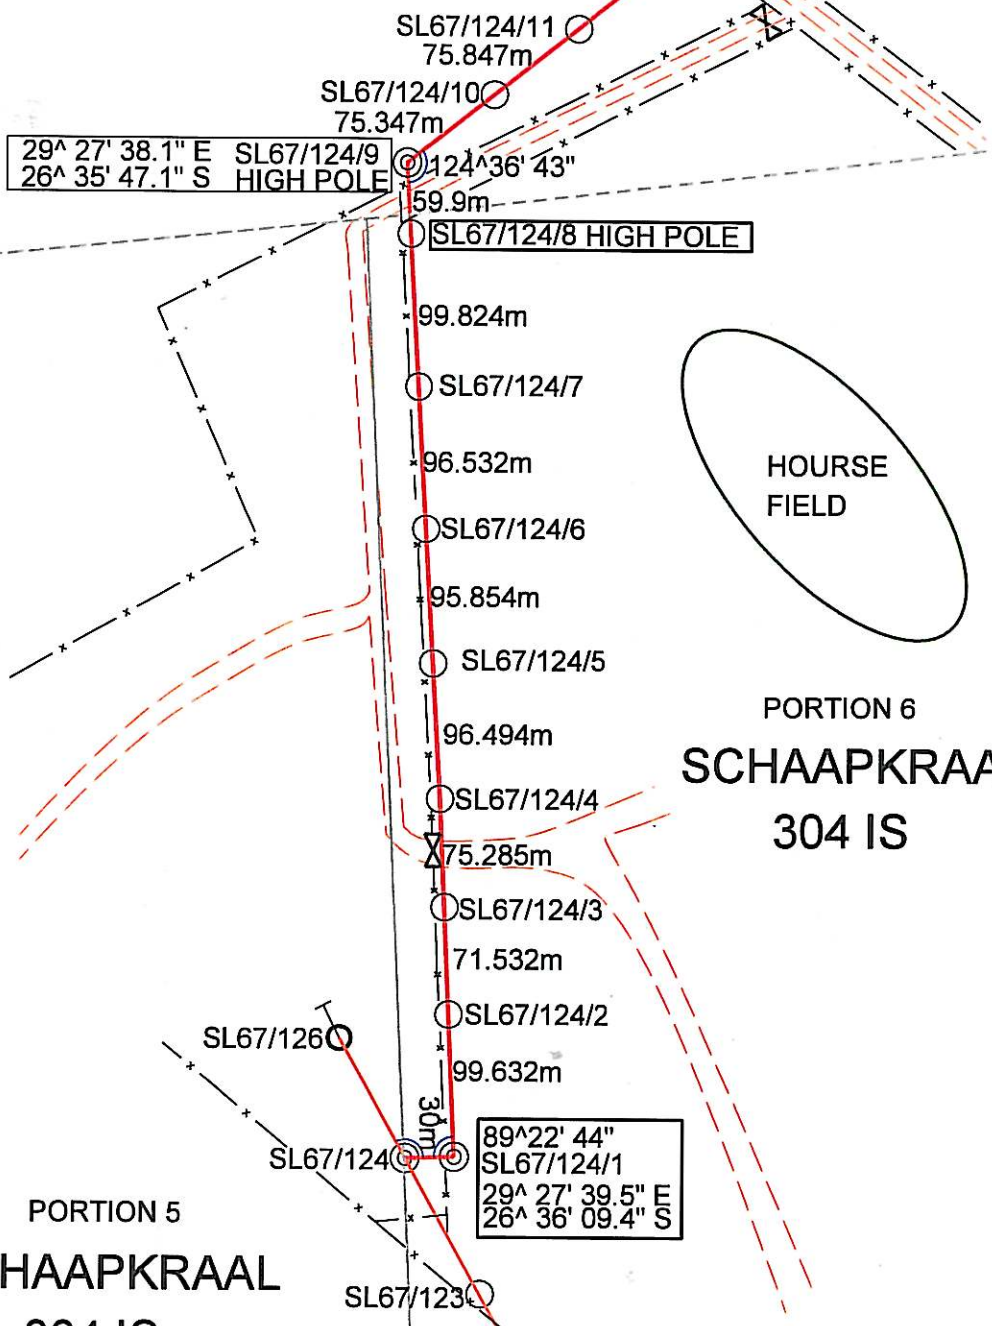 SL67/124/11
75.847m
SL67/124/10
75.347m
29^ 27' 38.1" E SL67/124/9
26^ 35' 47.1" S HIGH POLE
124^36' 43"
59.9m
SL67/124/8 HIGH POLE
99.824m
SL67/124/7
96.532m
HOURSE
FIELD
SL67/124/6
95.854m
SL67/124/5
PORTION 6
96.494m
SCHAAPKRAA
SL67/124/4
304 IS
75.285m
SL67/124/3
71.532m
SL67/124/2
SL67/126
99.632m
30m
89^22' 44"
SL67/124
SL67/124/1
29^ 27' 39.5" E
26^ 36' 09.4" S
PORTION 5
HAAPKRAAL
SL67/123